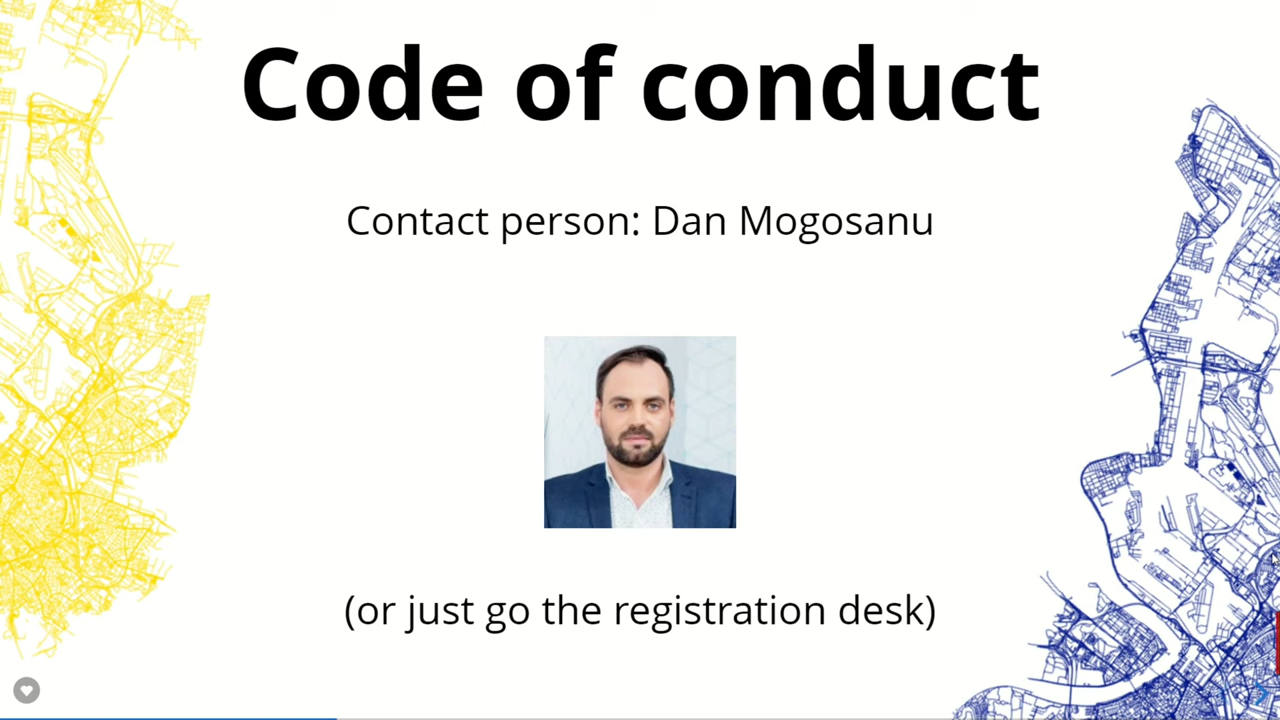 Code of conduct
Contact person: Dan Mogosanu
(or just go the registration desk)